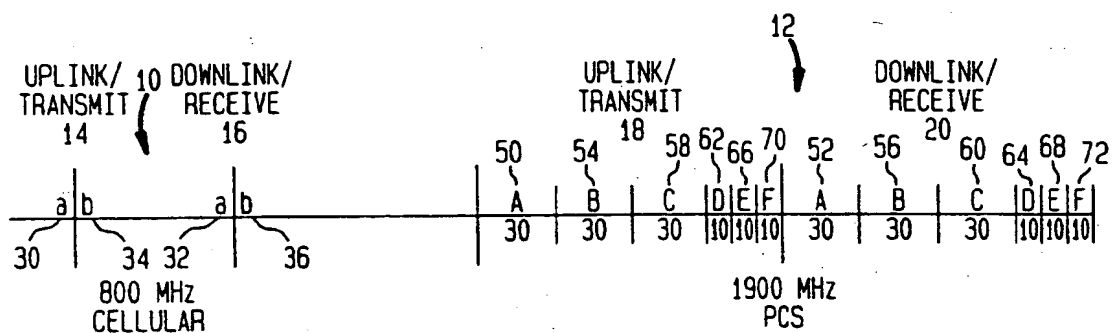 12
UPLINK/ 10 DOWNLINK/
TRANSMIT RECEIVE
14 16
UPLINK/ DOWNLINK/
TRANSMIT RECEIVE
18 20
50 54 58 62 66 70 52 56 60 64 68 72
a b a b A B C D E F A B C D E F
30 30 30 10 10 10 30 30 30 10 10 10
30 34 32 36
800 MHz 1900 MHz
CELLULAR PCS